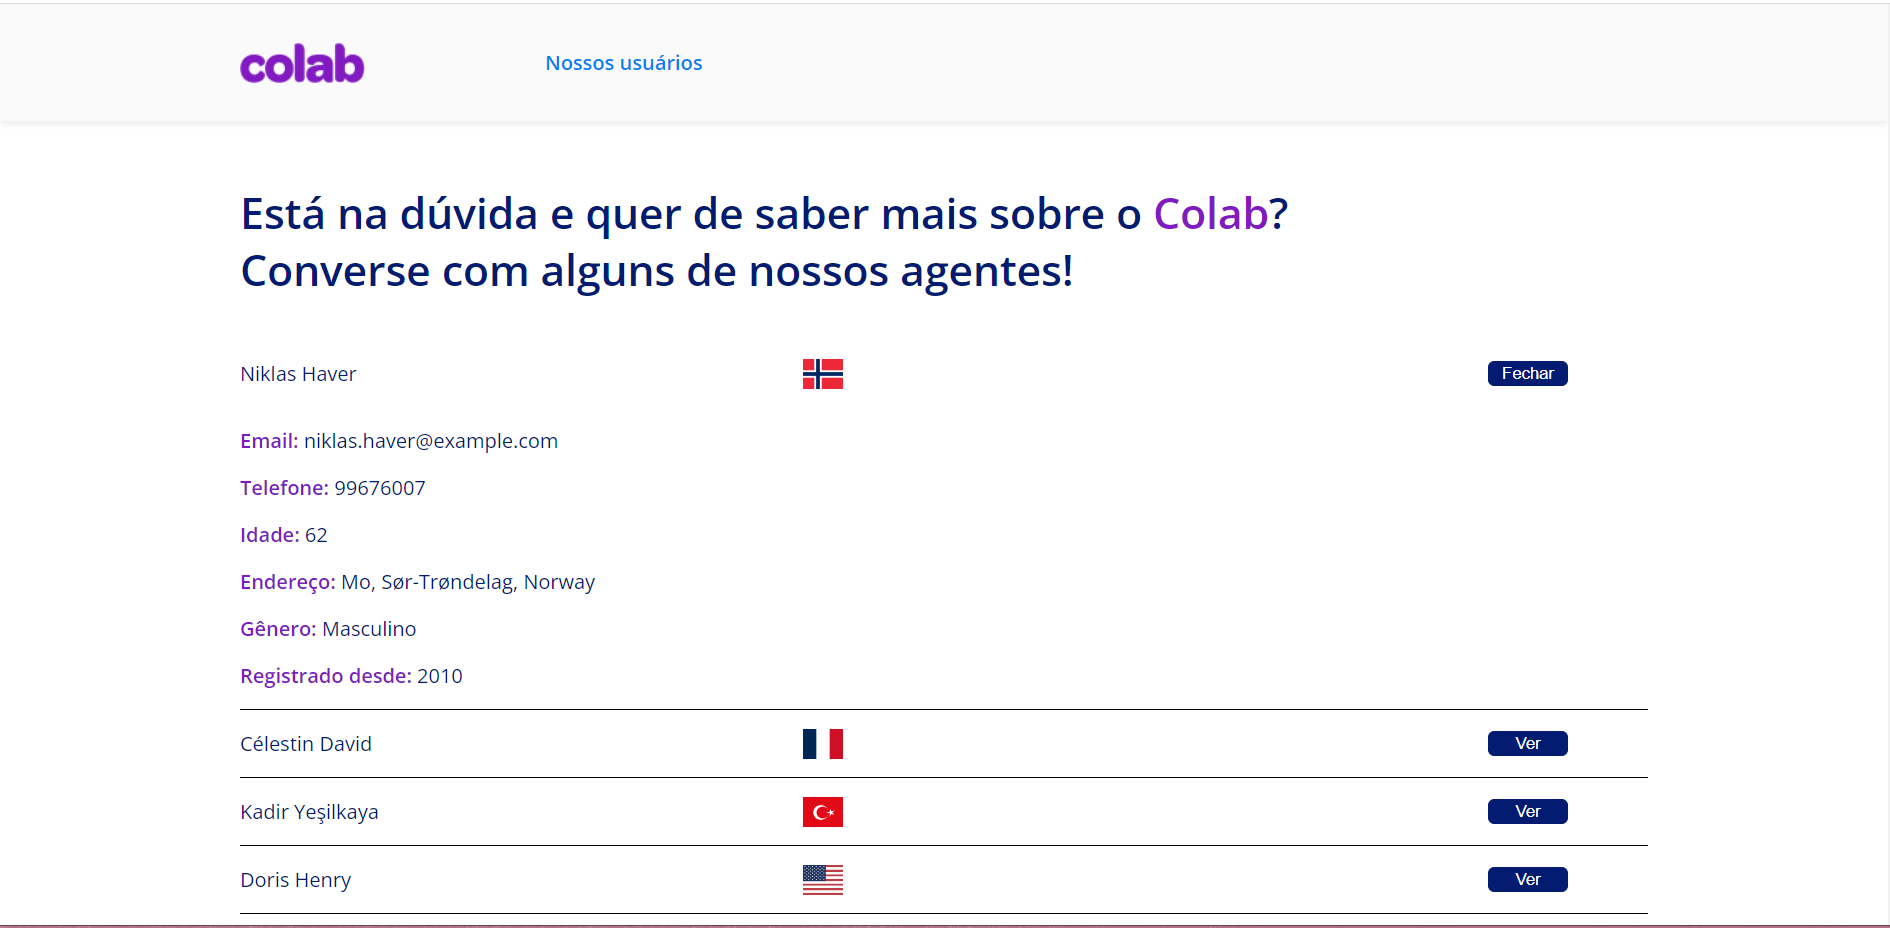 colab
Nossos usuários
Está na dúvida e quer de saber mais sobre o Colab?
Converse com alguns de nossos agentes!
Niklas Haver
Fechar
Email: niklas.haver@example.com
Telefone: 99676007
Idade: 62
Endereço: Mo, Sør-Trøndelag, Norway
Gênero: Masculino
Registrado desde: 2010
Célestin David
Ver
Kadir Yeşilkaya
Ver
Doris Henry
Ver